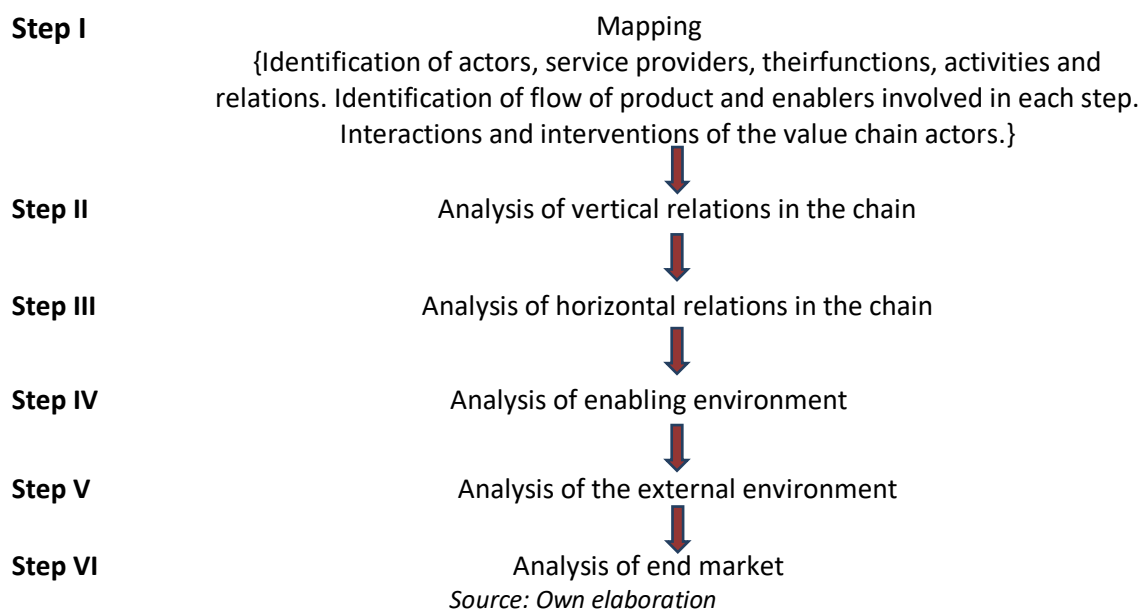 Step I
Mapping
{Identification of actors, service providers, theirfunctions, activities and
relations. Identification of flow of product and enablers involved in each step.
Interactions and interventions of the value chain actors.}
Step II
Analysis of vertical relations in the chain
Step III
Analysis of horizontal relations in the chain
Step IV
Analysis of enabling environment
Step V
Analysis of the external environment
Step VI
Analysis of end market
Source: Own elaboration